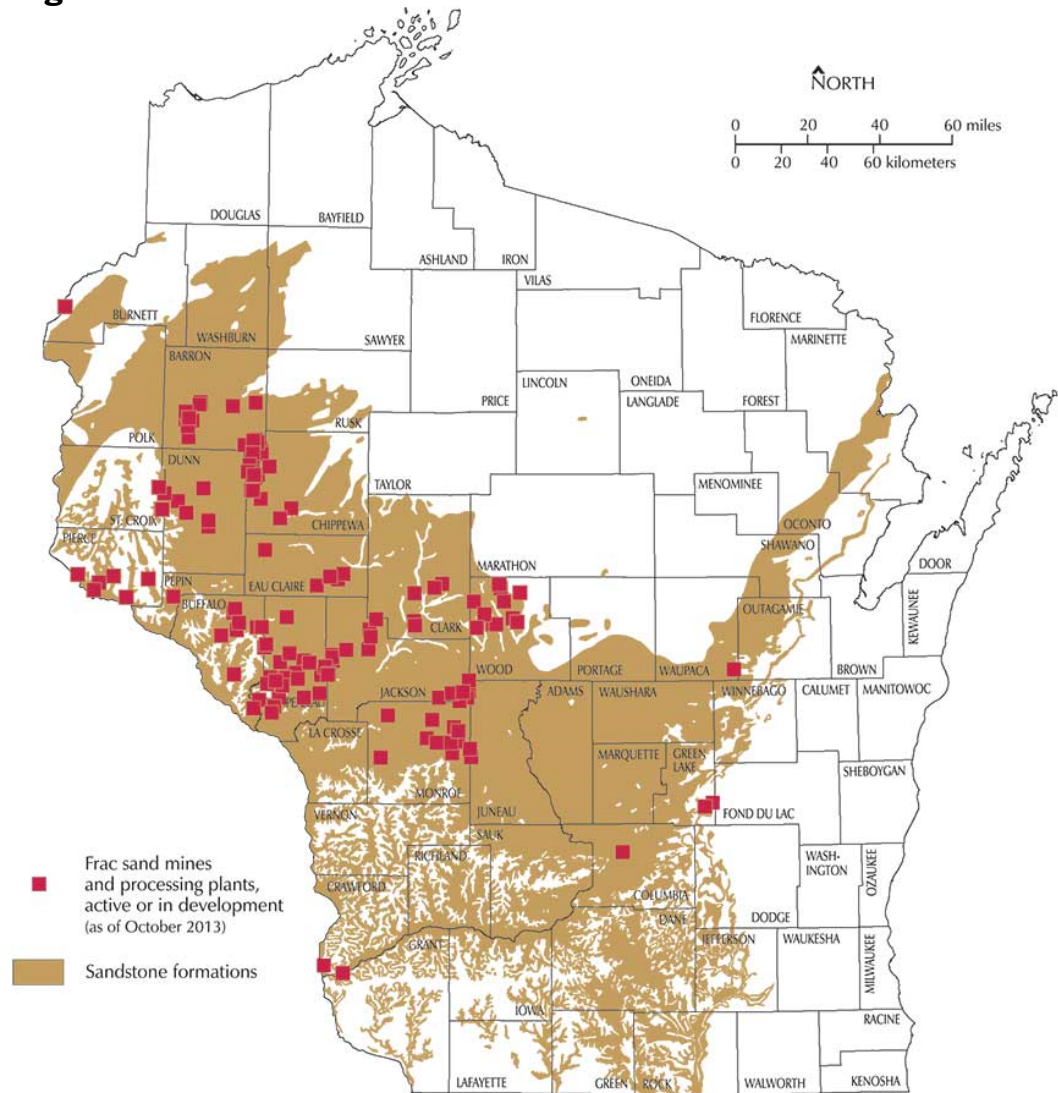 NORTH
0 20 40 60 miles
0 20 40 60 kilometers
DOUGLAS
BAYFIELD
ASHLAND
IRON
VILAS
FLORENCE
BURNETT
WASHBURN
SAWYER
MARINETTE
BARRON
PRICE
LINCOLN
ONEIDA
LANGLADE
FOREST
RUSK
POLK
DUNN
TAYLOR
MENOMINEE
ST. CROIX
CHIPPEWA
OCONTO
PIERCE
SHAWANO
MARATHON
DOOR
PEPIN
EAU CLAIRE
BUFFALO
OUTAGAMIE
KEWAUNEE
CLARK
WOOD
PORTAGE
WAUPACA
BROWN
JACKSON
ADAMS
WAUSHARA
WINNEBAGO
CALUMET
MANITOWOC
LA CROSSE
MARQUETTE
GREEN
LAKE
SHEBOYGAN
MONROE
VERNON
JUNEAU
FOND DU LAC
SAUK
RICHLAND
WASH-
INGTON
OZAUKEE
CRAWFORD
COLUMBIA
DANE
DODGE
GRANT
JEFFERSON
WAUKESHA
MILWAUKEE
IOWA
RACINE
LAFAYETTE
GREEN
ROCK
WALWORTH
KENOSHA
Frac sand mines
and processing plants,
active or in development
(as of October 2013)
Sandstone formations